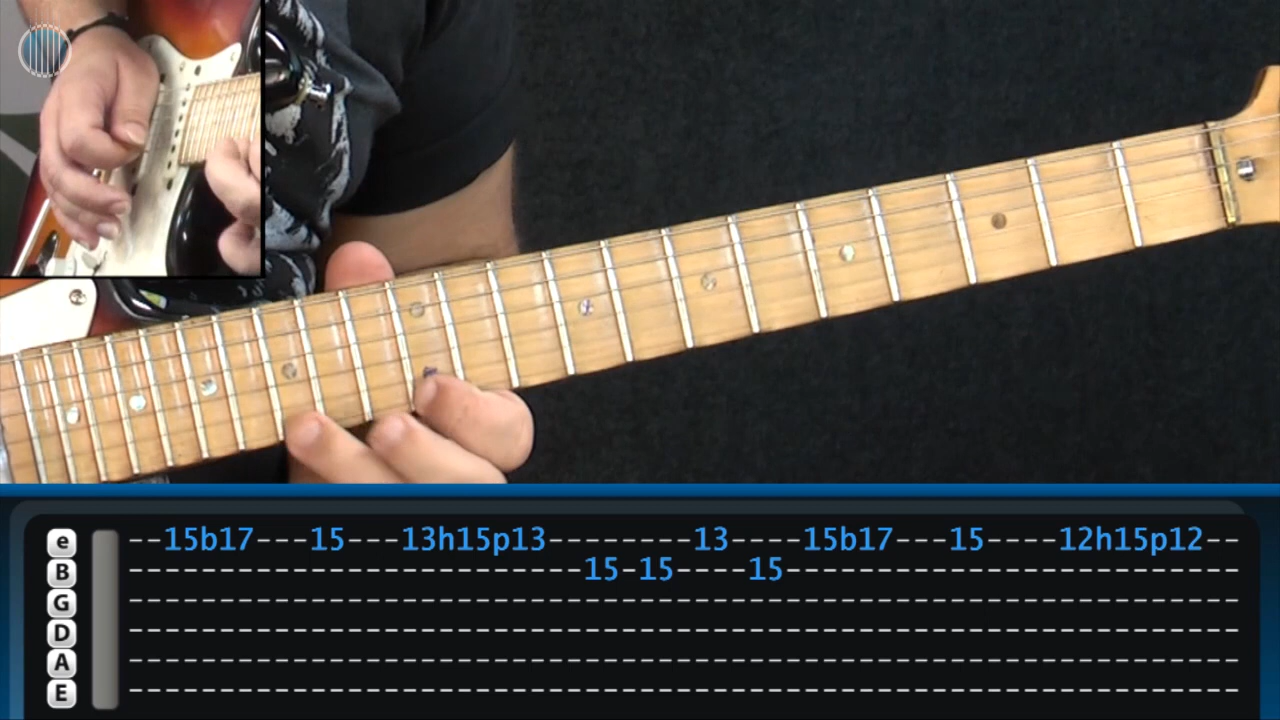 e --15b17---15---13h15p13--------13----15b17---15----12h15p12--
B -------------------------15-15----15-------------------------
G -------------------------------------------------------------
D -------------------------------------------------------------
A -------------------------------------------------------------
E -------------------------------------------------------------